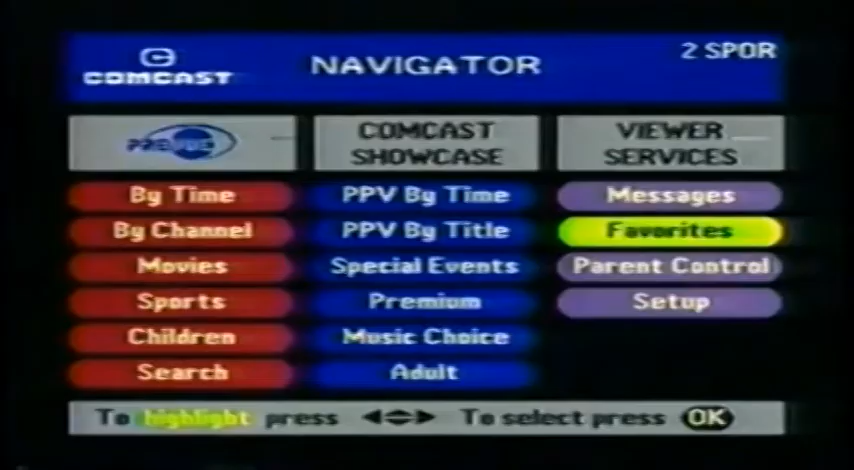 COMCAST
NAVIGATOR
2 SPOR
PREVUE
COMCAST
SHOWCASE
VIEWER
SERVICES
By Time
PPV By Time
Messages
By Channel
PPV By Title
Favorites
Movies
Special Events
Parent Control
Sports
Premium
Setup
Children
Music Choice
Search
Adult
To highlight press
To select press OK